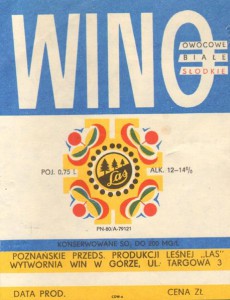 WINO
OWOCOWE
BIAŁE
SŁODKIE
POJ. 0,75 L
Las
ALK. 12-14%
PN-80/A-79121
KONSERWOWANE SO₂ DO 200 MG/L
POZNAŃSKIE PRZEDS. PRODUKCJI LEŚNEJ „LAS”
WYTWÓRNIA WIN W GÓRZE, UL. TARGOWA 3
DATA PROD.
CENA ZŁ